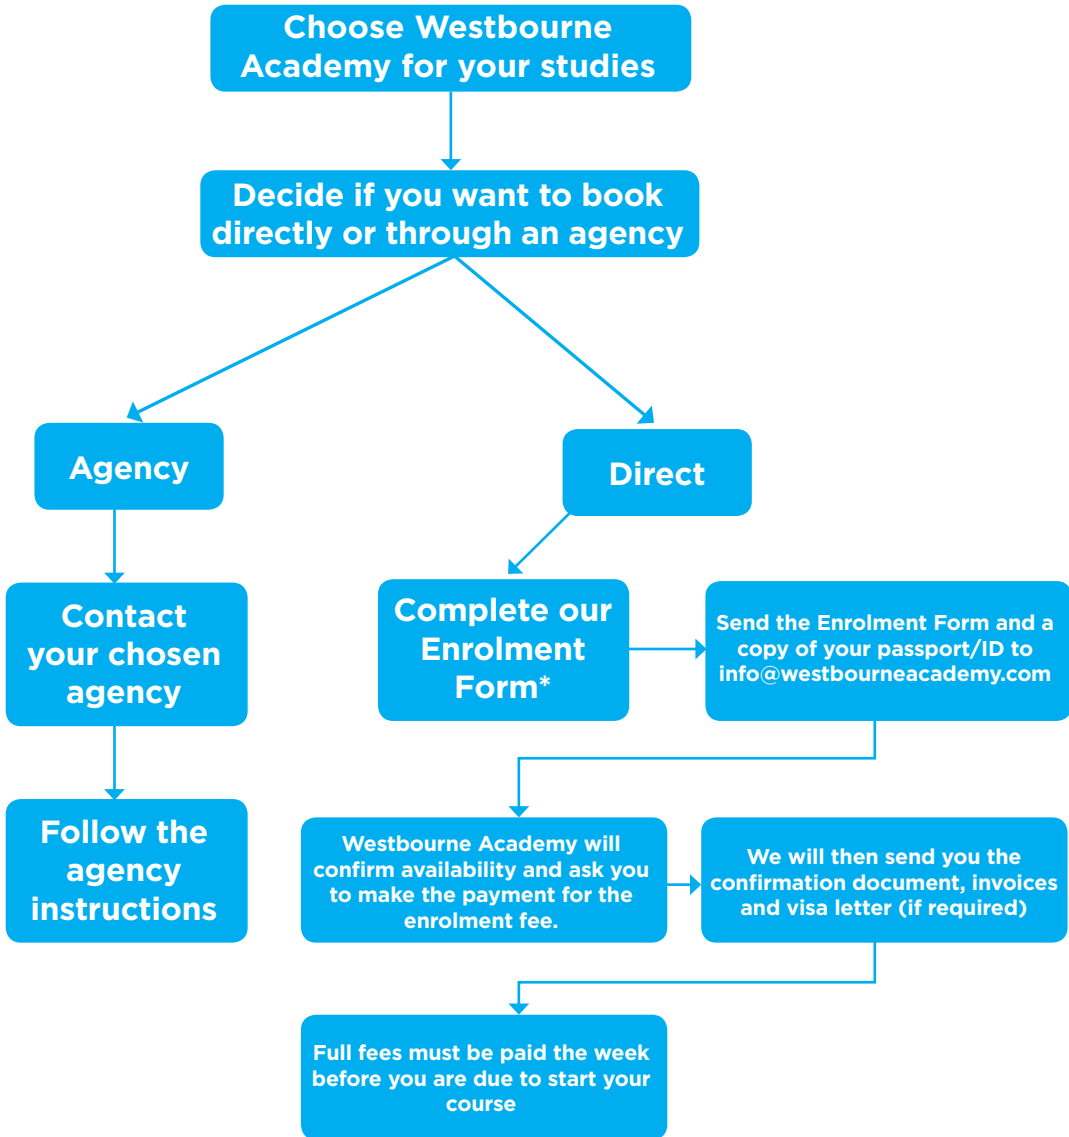 Choose Westbourne
Academy for your studies
Decide if you want to book
directly or through an agency
Agency
Direct
Contact
your chosen
agency
Complete our
Enrolment
Form*
Send the Enrolment Form and a
copy of your passport/ID to
info@westbourneacademy.com
Follow the
agency
instructions
Westbourne Academy will
confirm availability and ask you
to make the payment for the
enrolment fee.
We will then send you the
confirmation document, invoices
and visa letter (if required)
Full fees must be paid the week
before you are due to start your
course